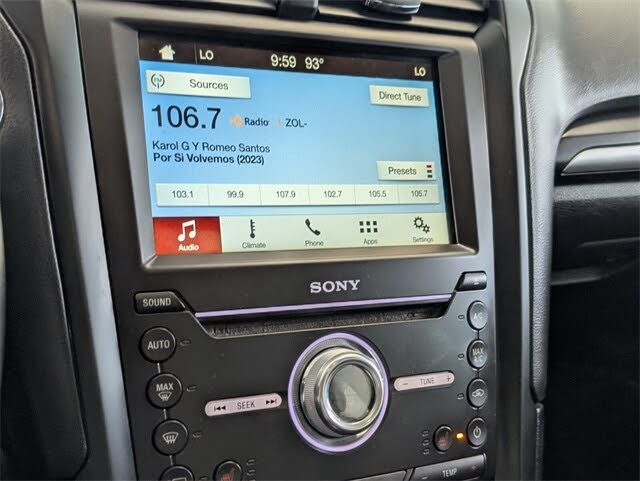 LO 9:59 93° LO
FM Sources
Direct Tune
106.7 Radio ZOL-
Karol G Y Romeo Santos
Por Si Volvemos (2023)
Presets
103.1 99.9 107.9 102.7 105.5 105.7
Audio Climate Phone Apps Settings
SONY
SOUND
AUTO A/C
MAX MAX A/C
SEEK - TUNE +
TEMP